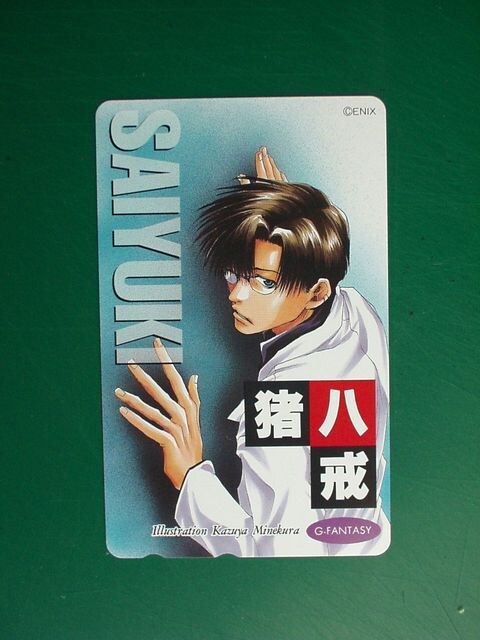 ©ENIX
SAIYUKI
猪八
戒
Illustration Kazuya Minekura
G-FANTASY